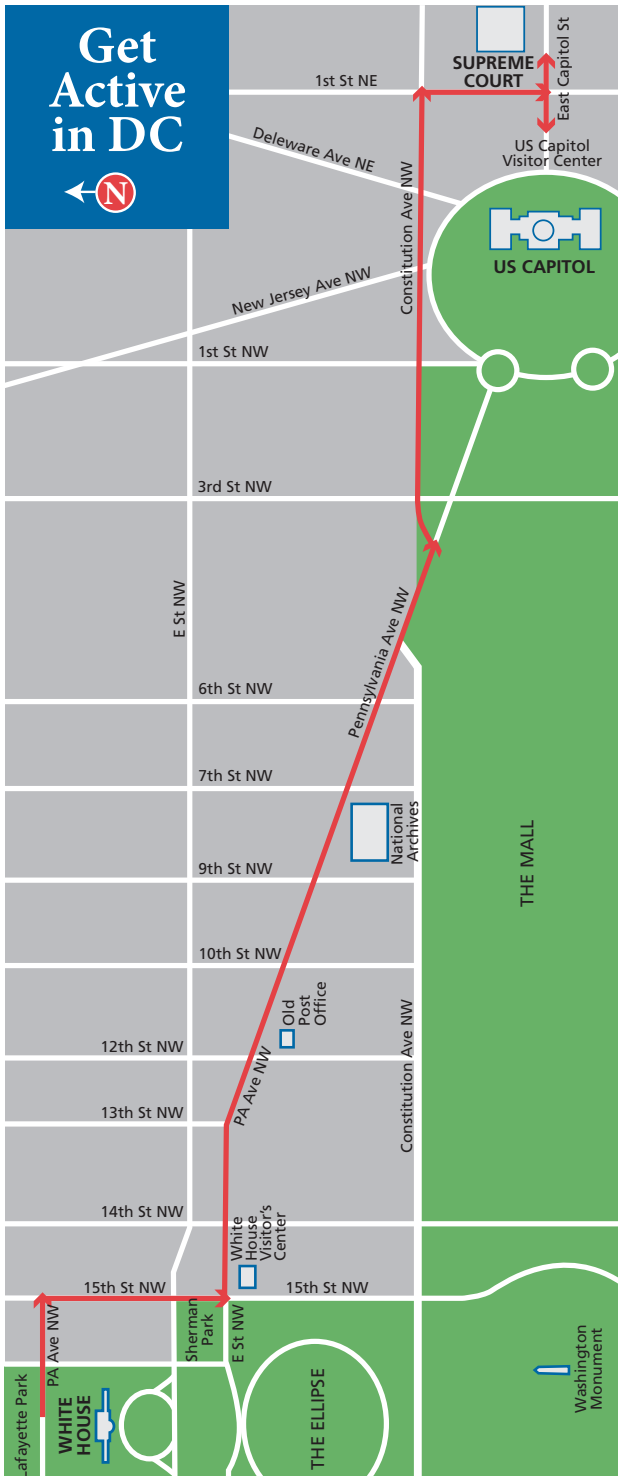 Get
Active
in DC
N
SUPREME
COURT
East Capitol St
1st St NE
US Capitol
Visitor Center
Deleware Ave NE
Constitution Ave NW
US CAPITOL
New Jersey Ave NW
1st St NW
3rd St NW
E St NW
Pennsylvania Ave NW
6th St NW
7th St NW
National
Archives
THE MALL
9th St NW
10th St NW
Old
Post
Office
12th St NW
PA Ave NW
Constitution Ave NW
13th St NW
14th St NW
White
House
Visitor's
Center
15th St NW
15th St NW
Sherman
Park
E St NW
PA Ave NW
Lafayette Park
WHITE
HOUSE
THE ELLIPSE
Washington
Monument